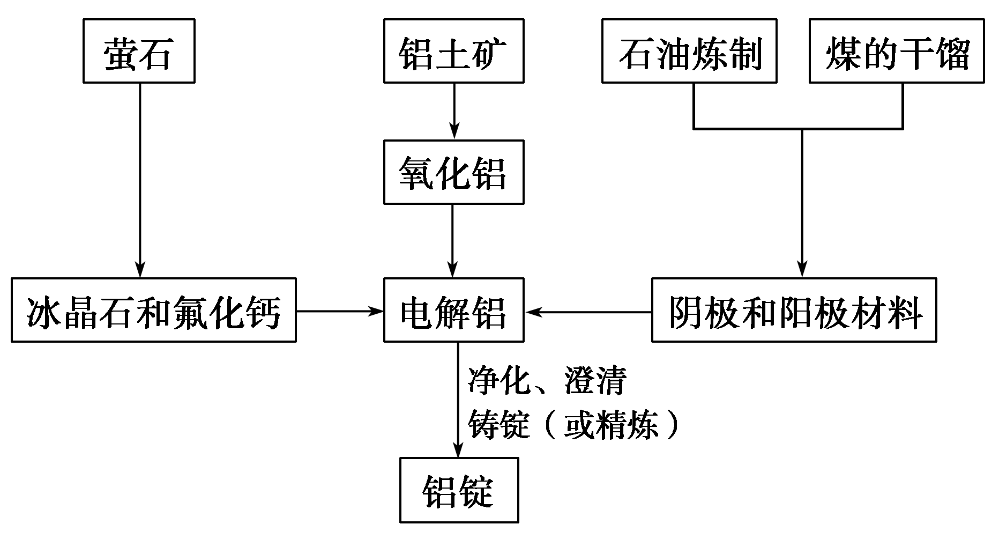 萤石
铝土矿
石油炼制
煤的干馏
氧化铝
冰晶石和氟化钙
电解铝
阴极和阳极材料
净化、澄清
铸锭（或精炼）
铝锭